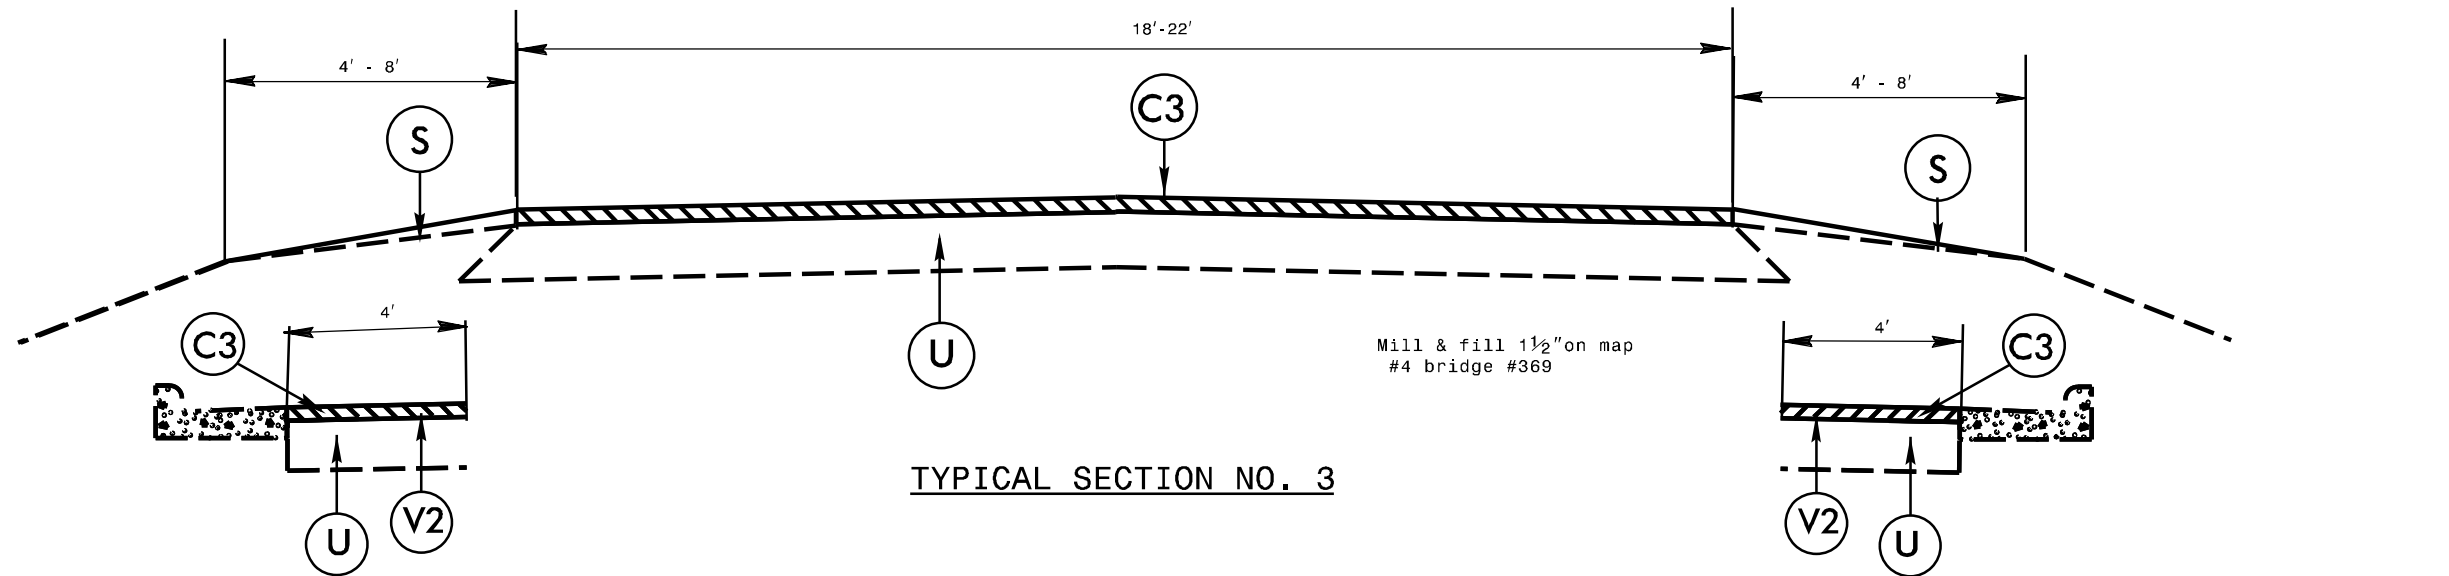 18'-22'
4' - 8'
4' - 8'
C3
S
S
4'
4'
C3
U
Mill & fill 1½"on map
#4 bridge #369
C3
TYPICAL SECTION NO. 3
U
V2
V2
U